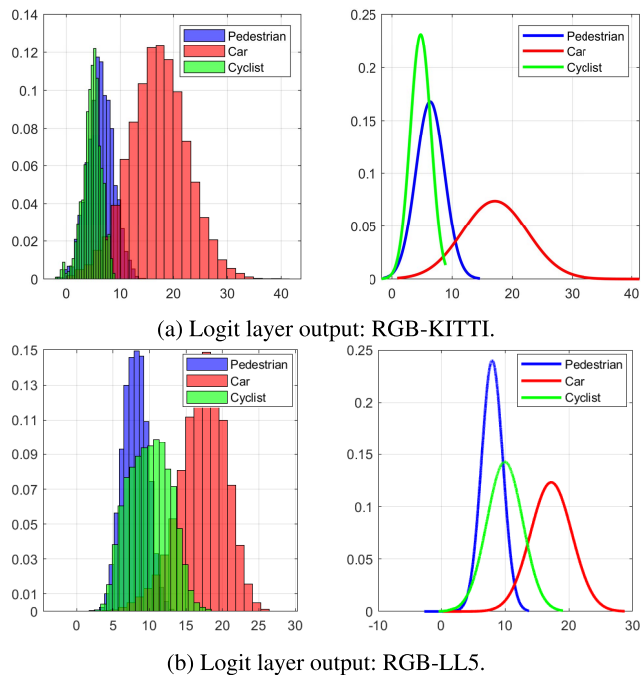 0.14
0.12
0.1
0.08
0.06
0.04
0.02
0
0 10 20 30 40
Pedestrian
Car
Cyclist
0.25
0.2
0.15
0.1
0.05
0
0 10 20 30 40
Pedestrian
Car
Cyclist
(a) Logit layer output: RGB-KITTI.
0.15
0.13
0.11
0.09
0.07
0.05
0.03
0.01
0
0 5 10 15 20 25 30
Pedestrian
Car
Cyclist
0.25
0.2
0.15
0.1
0.05
0
-10 0 10 20 30
Pedestrian
Car
Cyclist
(b) Logit layer output: RGB-LL5.